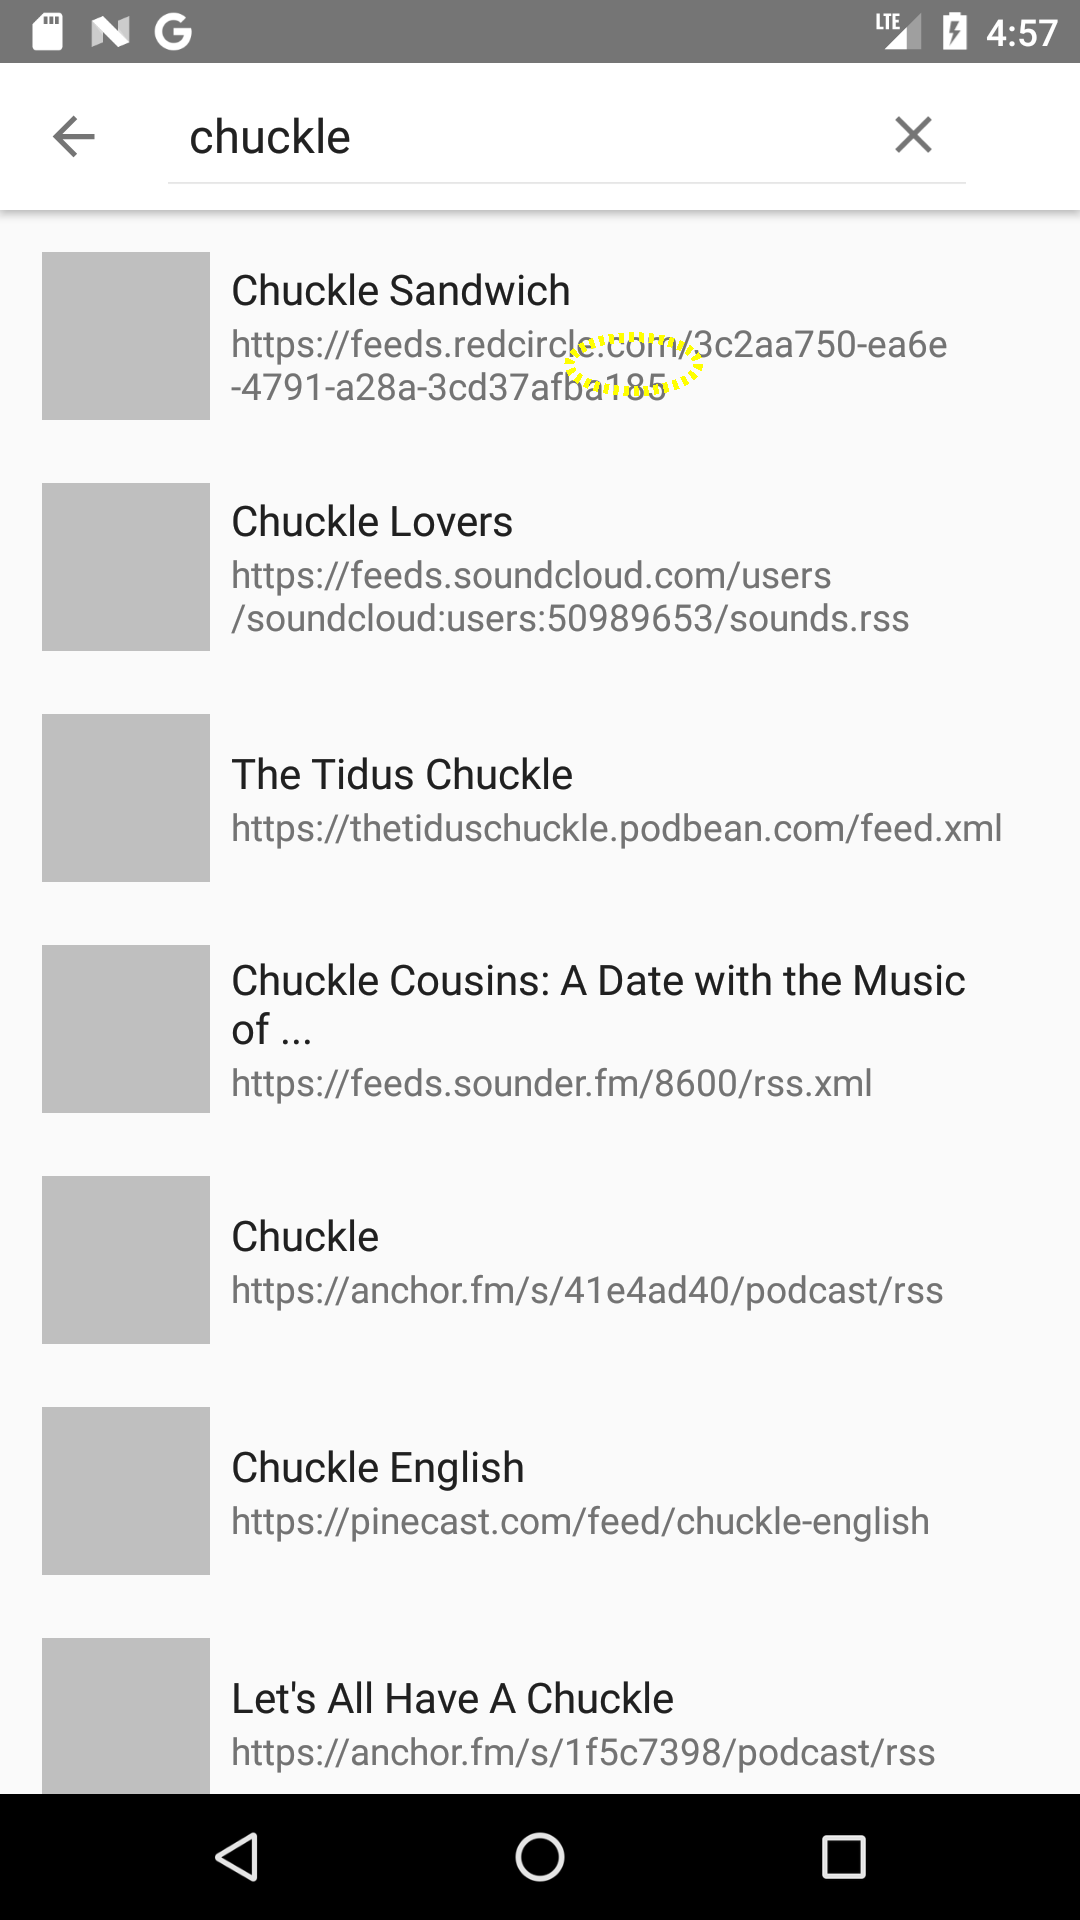 LTE 4:57
chuckle
Chuckle Sandwich
https://feeds.redcircle.com/3c2aa750-ea6e
-4791-a28a-3cd37afba185
Chuckle Lovers
https://feeds.soundcloud.com/users
/soundcloud:users:50989653/sounds.rss
The Tidus Chuckle
https://thetiduschuckle.podbean.com/feed.xml
Chuckle Cousins: A Date with the Music
of ...
https://feeds.sounder.fm/8600/rss.xml
Chuckle
https://anchor.fm/s/41e4ad40/podcast/rss
Chuckle English
https://pinecast.com/feed/chuckle-english
Let's All Have A Chuckle
https://anchor.fm/s/1f5c7398/podcast/rss